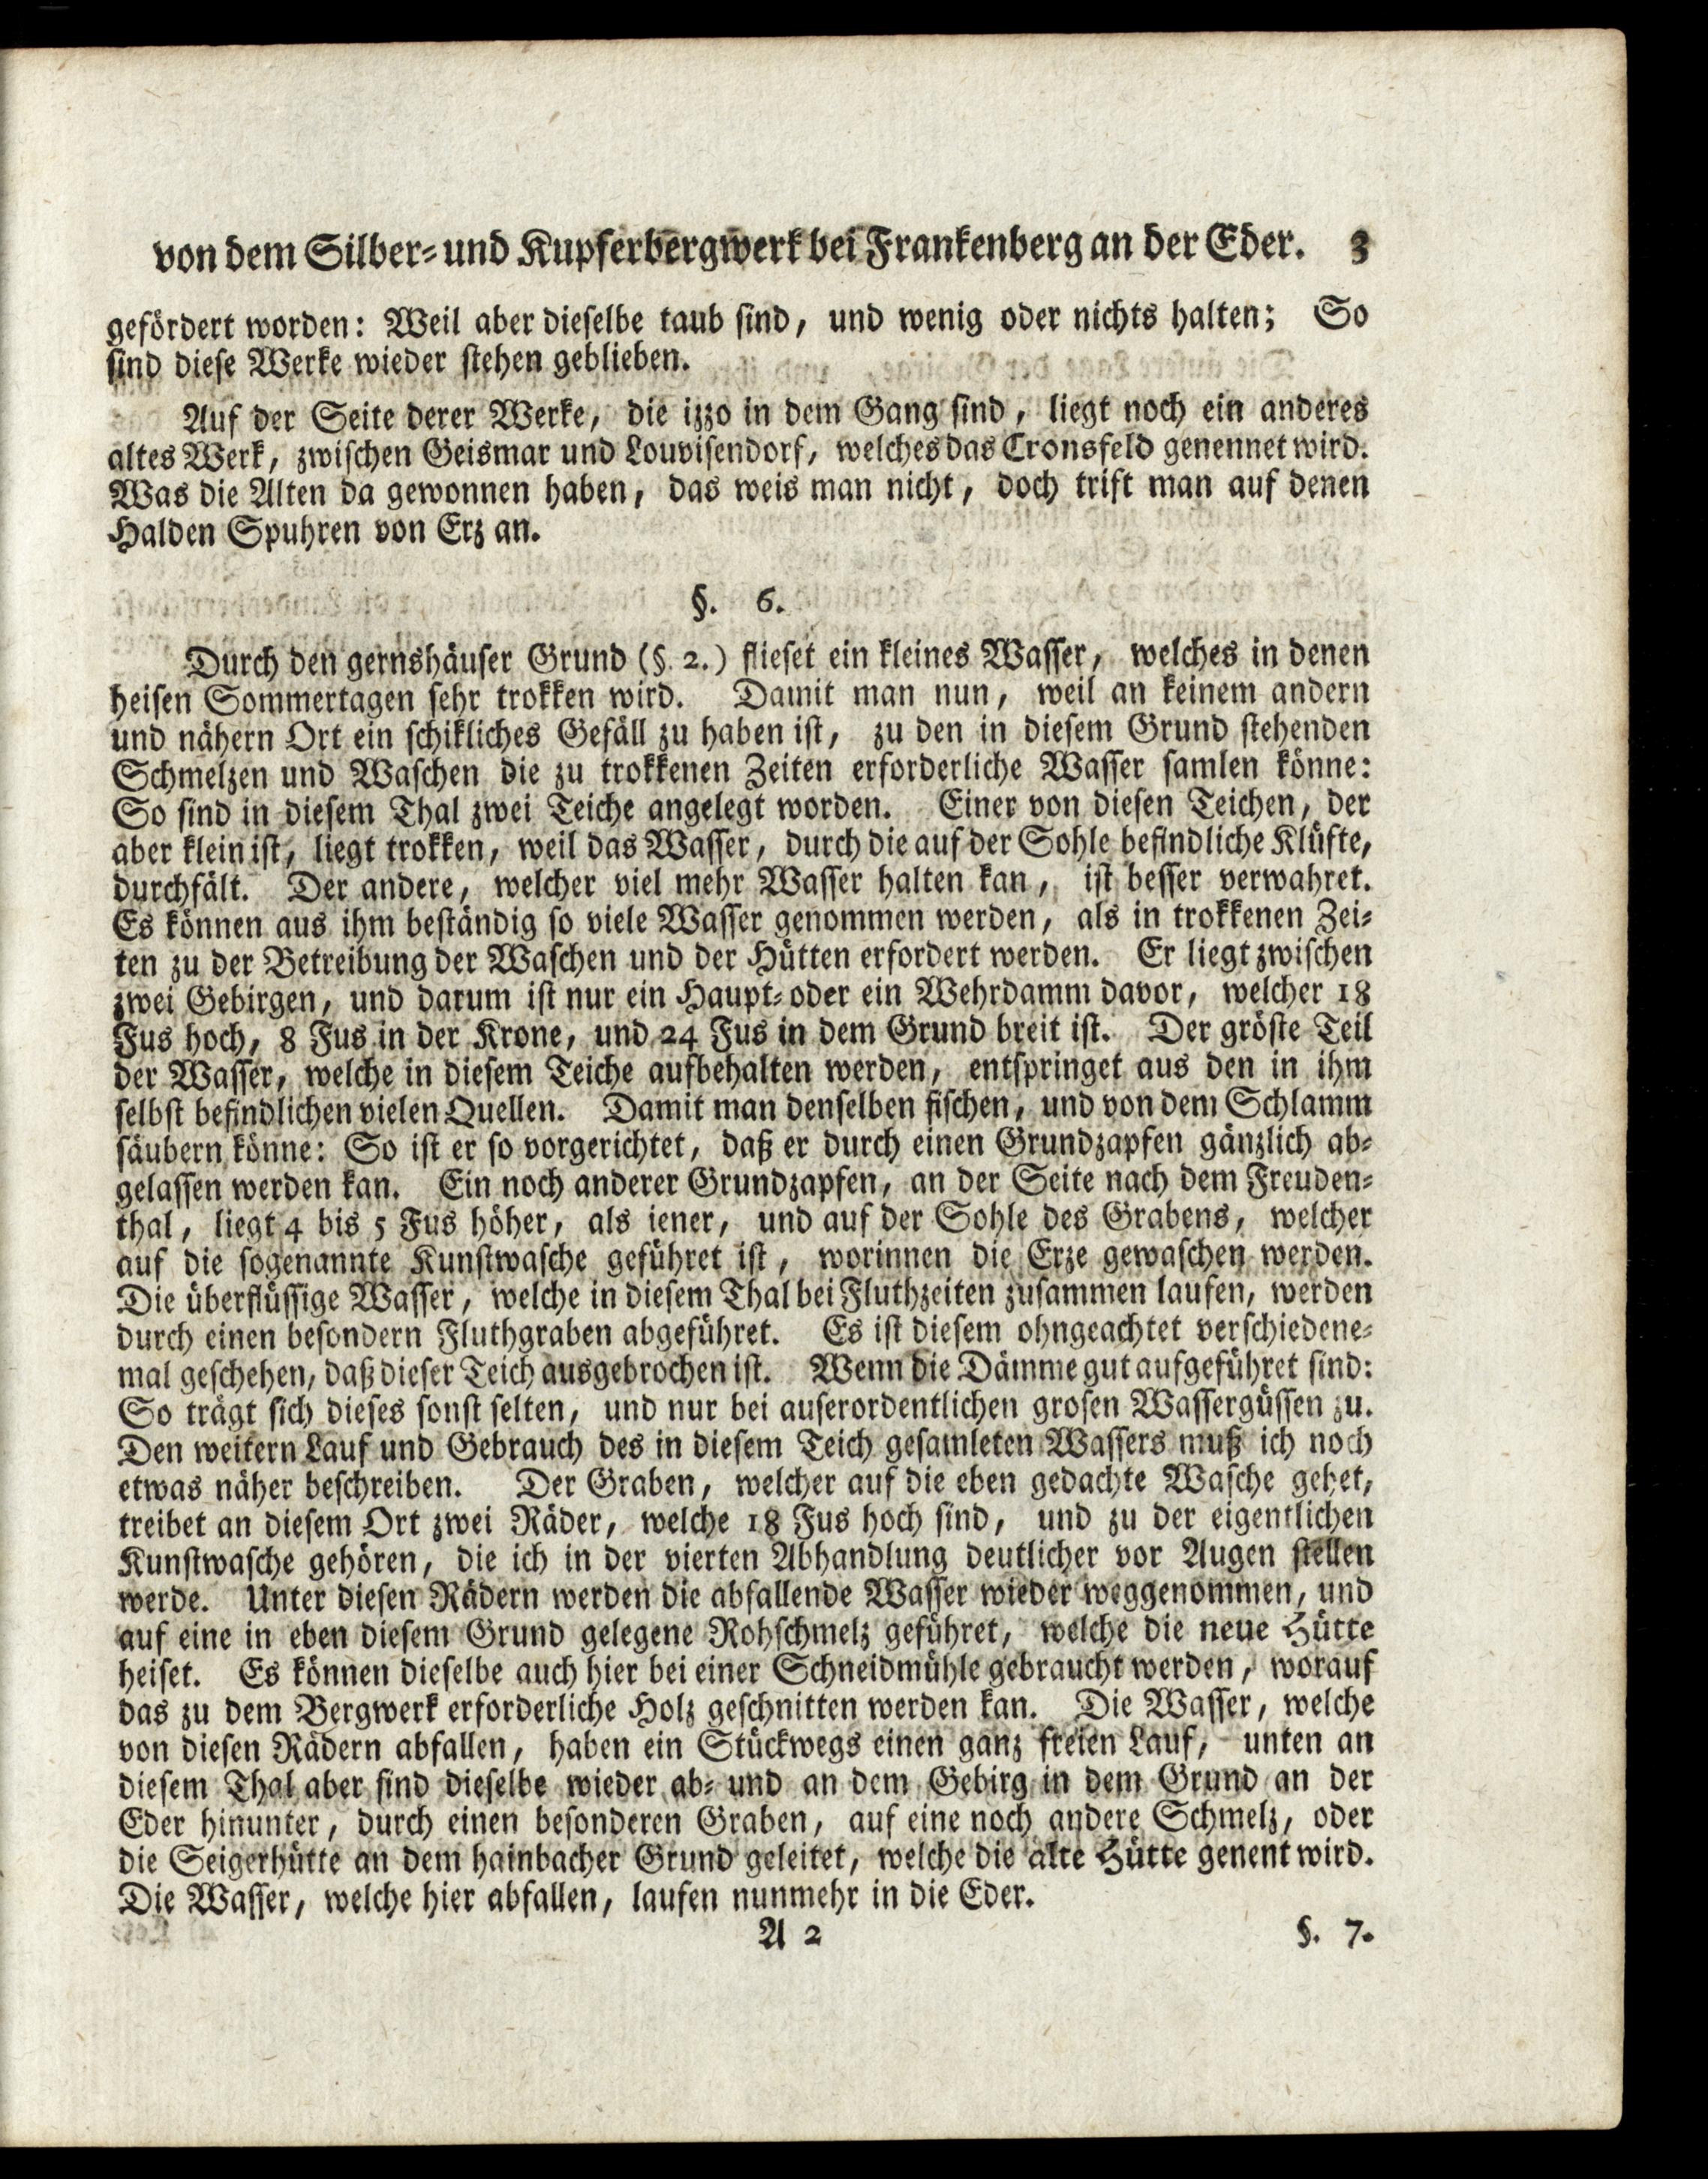 von dem Silber- und Kupferbergwerk bei Frankenberg an der Eder. 3
gefördert worden: Weil aber dieselbe taub sind, und wenig oder nichts halten; So
sind diese Werke wieder stehen geblieben.
Auf der Seite derer Werke, die izzo in dem Gang sind, liegt noch ein anderes
altes Werk, zwischen Geismar und Louvisendorf, welches das Cronsfeld genennet wird.
Was die Alten da gewonnen haben, das weis man nicht, doch trift man auf denen
Halden Spuhren von Erz an.
§. 6.
Durch den gernshäuser Grund (§. 2.) flieset ein kleines Wasser, welches in denen
heisen Sommertagen sehr trokken wird. Damit man nun, weil an keinem andern
und nähern Ort ein schikliches Gefäll zu haben ist, zu den in diesem Grund stehenden
Schmelzen und Waschen die zu trokkenen Zeiten erforderliche Wasser samlen könne:
So sind in diesem Thal zwei Teiche angelegt worden. Einer von diesen Teichen, der
aber klein ist, liegt trokken, weil das Wasser, durch die auf der Sohle befindliche Klüfte,
durchfält. Der andere, welcher viel mehr Wasser halten kan, ist besser verwahret.
Es können aus ihm beständig so viele Wasser genommen werden, als in trokkenen Zei-
ten zu der Betreibung der Waschen und der Hütten erfordert werden. Er liegt zwischen
zwei Gebirgen, und darum ist nur ein Haupt- oder ein Wehrdamm davor, welcher 18
Fus hoch, 8 Fus in der Krone, und 24 Fus in dem Grund breit ist. Der gröste Teil
der Wasser, welche in diesem Teiche aufbehalten werden, entspringet aus den in ihm
selbst befindlichen vielen Quellen. Damit man denselben fischen, und von dem Schlamm
säubern könne: So ist er so vorgerichtet, daß er durch einen Grundzapfen gänzlich ab-
gelassen werden kan. Ein noch anderer Grundzapfen, an der Seite nach dem Freuden-
thal, liegt 4 bis 5 Fus höher, als iener, und auf der Sohle des Grabens, welcher
auf die sogenannte Kunstwasche geführet ist, worinnen die Erze gewaschen werden.
Die überflüssige Wasser, welche in diesem Thal bei Fluthzeiten zusammen laufen, werden
durch einen besondern Fluthgraben abgeführet. Es ist diesem ohngeachtet verschiedene-
mal geschehen, daß dieser Teich ausgebrochen ist. Wenn die Dämme gut aufgeführet sind:
So trägt sich dieses sonst selten, und nur bei auserordentlichen grosen Wassergüssen zu.
Den weitern Lauf und Gebrauch des in diesem Teich gesamleten Wassers muß ich noch
etwas näher beschreiben. Der Graben, welcher auf die eben gedachte Wasche gehet,
treibet an diesem Ort zwei Räder, welche 18 Fus hoch sind, und zu der eigentlichen
Kunstwasche gehören, die ich in der vierten Abhandlung deutlicher vor Augen stellen
werde. Unter diesen Rädern werden die abfallende Wasser wieder weggenommen, und
auf eine in eben diesem Grund gelegene Rohschmelz geführet, welche die neue Hütte
heiset. Es können dieselbe auch hier bei einer Schneidmühle gebraucht werden, worauf
das zu dem Bergwerk erforderliche Holz geschnitten werden kan. Die Wasser, welche
von diesen Rädern abfallen, haben ein Stückwegs einen ganz freien Lauf, unten an
diesem Thal aber sind dieselbe wieder ab- und an dem Gebirg in dem Grund an der
Eder hinunter, durch einen besonderen Graben, auf eine noch andere Schmelz, oder
die Seigerhütte an dem hainbacher Grund geleitet, welche die alte Hütte genent wird.
Die Wasser, welche hier abfallen, laufen nunmehr in die Eder.
A 2 §. 7.